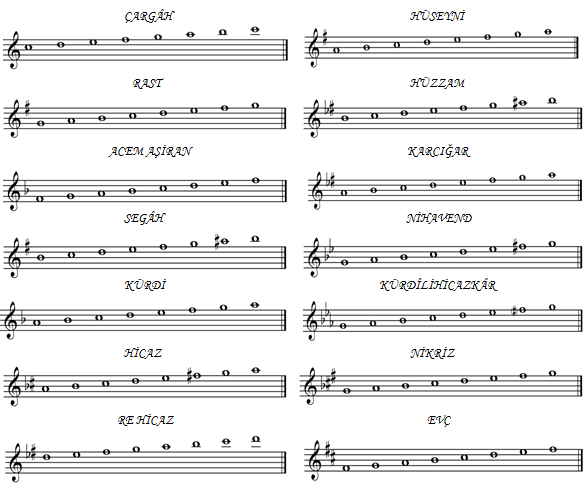 ÇARGÂH
HÜSEYNİ
RAST
HÜZZAM
ACEM AŞİRAN
KARCIĞAR
SEGÂH
NİHAVEND
KÜRDİ
KÜRDİLİHİCAZKÂR
HİCAZ
NİKRİZ
RE HİCAZ
EVÇ